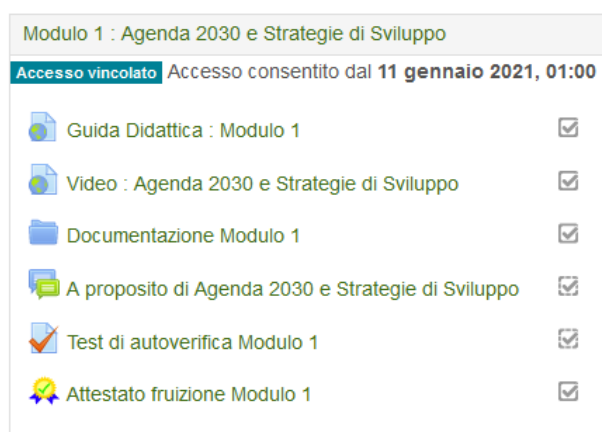 Modulo 1 : Agenda 2030 e Strategie di Sviluppo
Accesso vincolato Accesso consentito dal 11 gennaio 2021, 01:00
Guida Didattica : Modulo 1
Video : Agenda 2030 e Strategie di Sviluppo
Documentazione Modulo 1
A proposito di Agenda 2030 e Strategie di Sviluppo
Test di autoverifica Modulo 1
Attestato fruizione Modulo 1